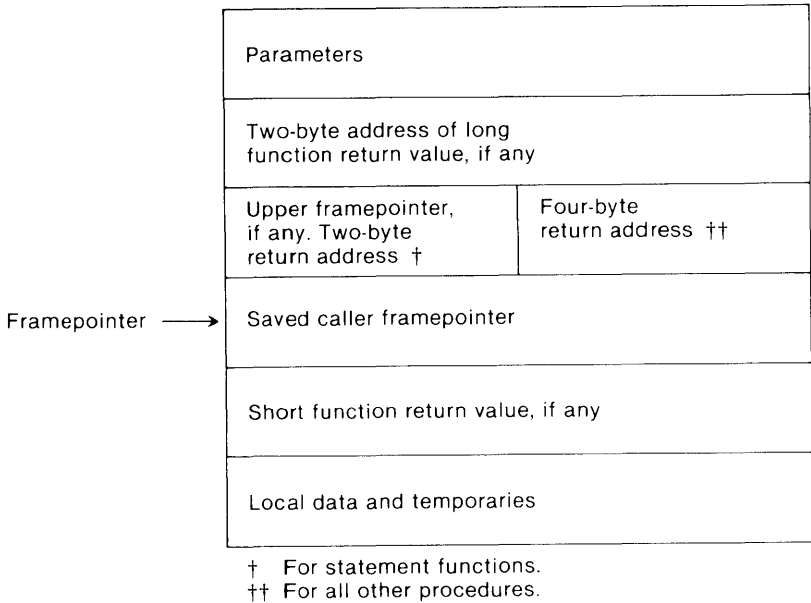 Parameters
Two-byte address of long
function return value, if any
Upper framepointer,
if any. Two-byte
return address †
Four-byte
return address ††
Framepointer
Saved caller framepointer
Short function return value, if any
Local data and temporaries
† For statement functions.
†† For all other procedures.